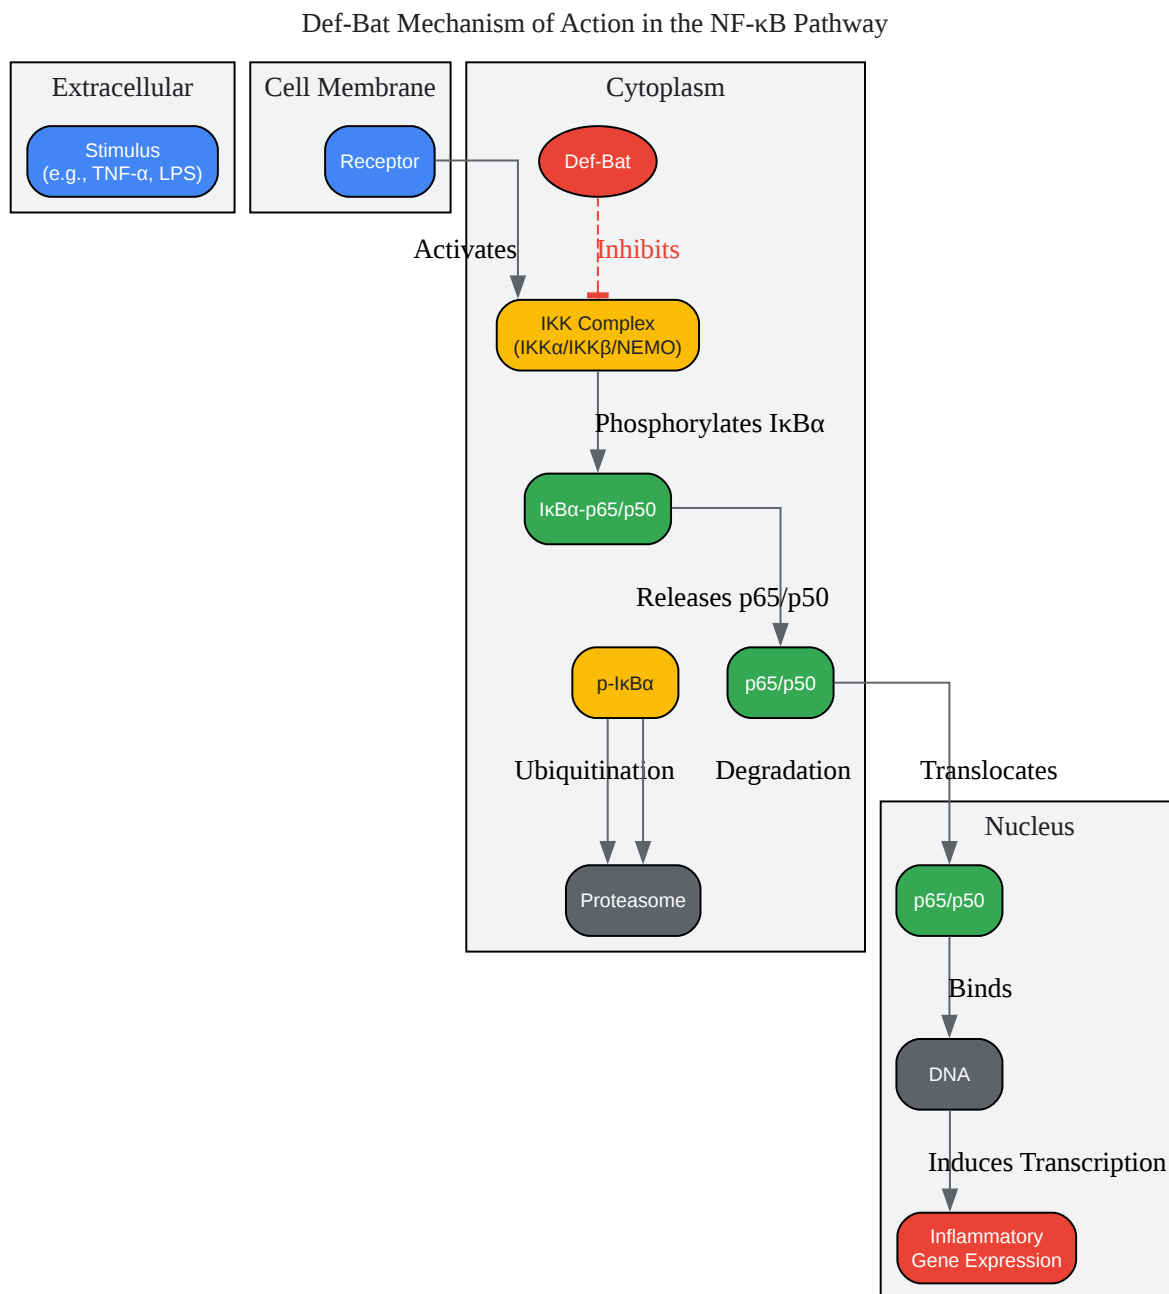 Def-Bat Mechanism of Action in the NF-κB Pathway
Extracellular
Cell Membrane
Cytoplasm
Stimulus
(e.g., TNF-α, LPS)
Receptor
Def-Bat
Activates
Inhibits
IKK Complex
(IKKα/IKKβ/NEMO)
Phosphorylates IκBα
IκBα-p65/p50
Releases p65/p50
p-IκBα
p65/p50
Ubiquitination
Degradation
Translocates
Nucleus
Proteasome
p65/p50
Binds
DNA
Induces Transcription
Inflammatory
Gene Expression